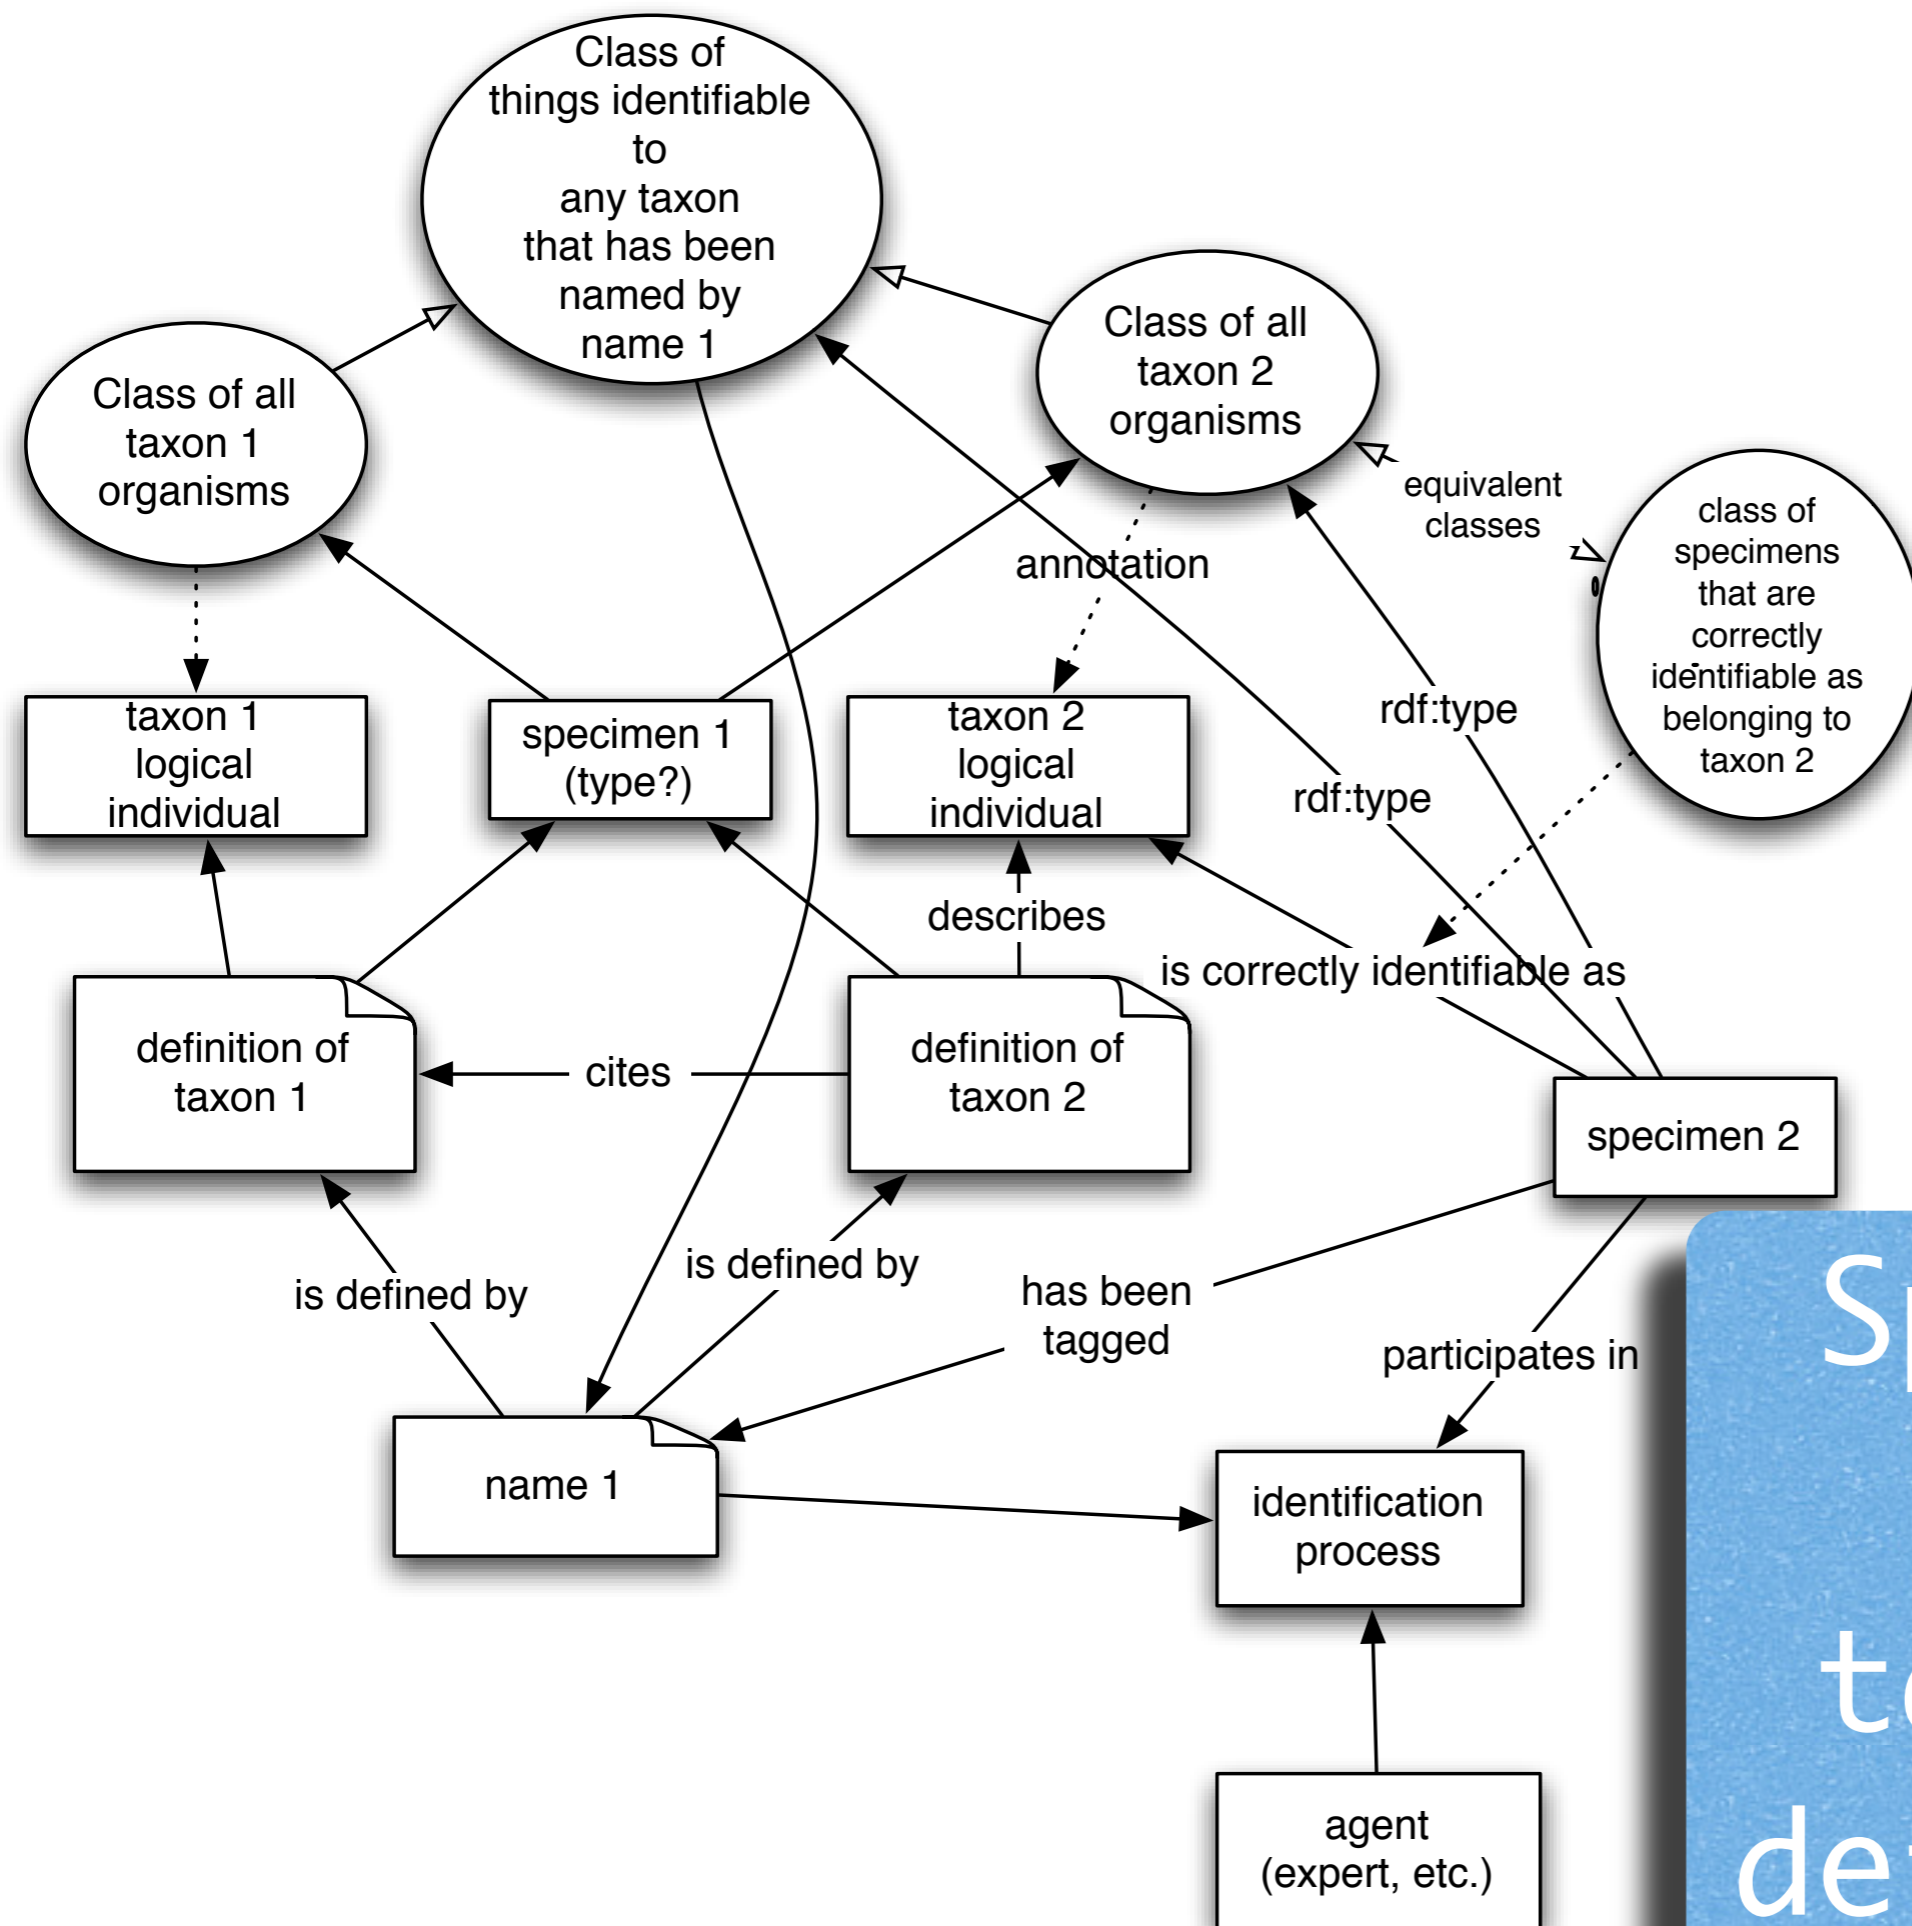 Class of
things identifiable
to
any taxon
that has been
named by
name 1
Class of all
taxon 1
organisms
Class of all
taxon 2
organisms
equivalent
classes
class of
specimens
that are
correctly
identifiable as
belonging to
taxon 2
annotation
taxon 1
logical
individual
specimen 1
(type?)
taxon 2
logical
individual
rdf:type
rdf:type
describes
is correctly identifiable as
definition of
taxon 1
cites
definition of
taxon 2
specimen 2
is defined by
is defined by
has been
tagged
participates in
name 1
identification
process
agent
(expert, etc.)